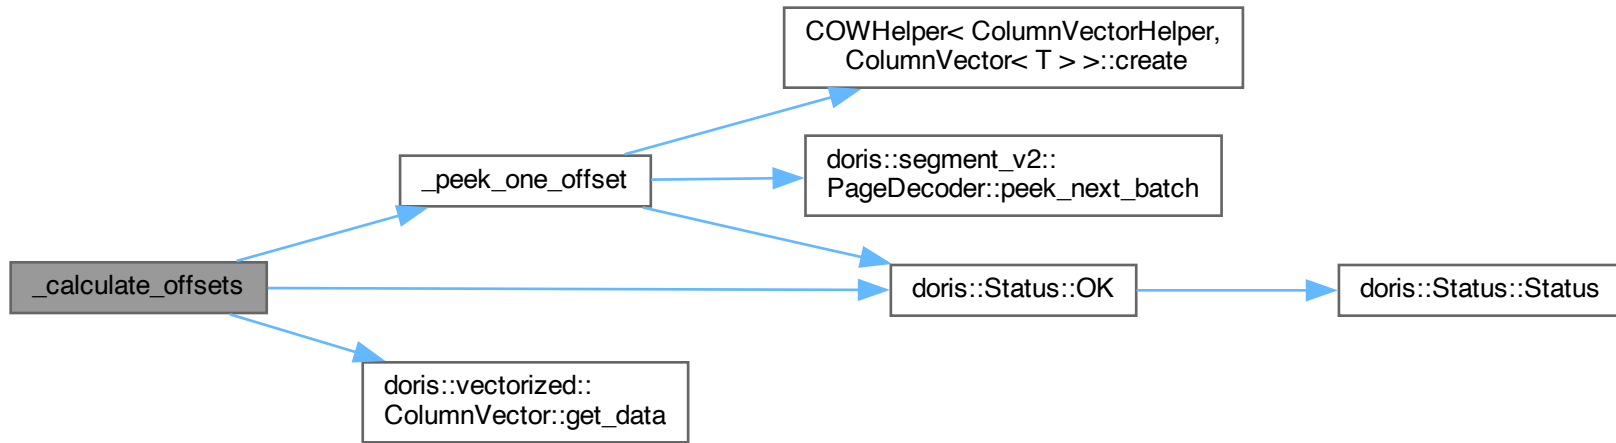 COWHelper< ColumnVectorHelper,
ColumnVector< T > >::create
doris::segment_v2::
PageDecoder::peek_next_batch
_peek_one_offset
_calculate_offsets
doris::Status::OK
doris::Status::Status
doris::vectorized::
ColumnVector::get_data